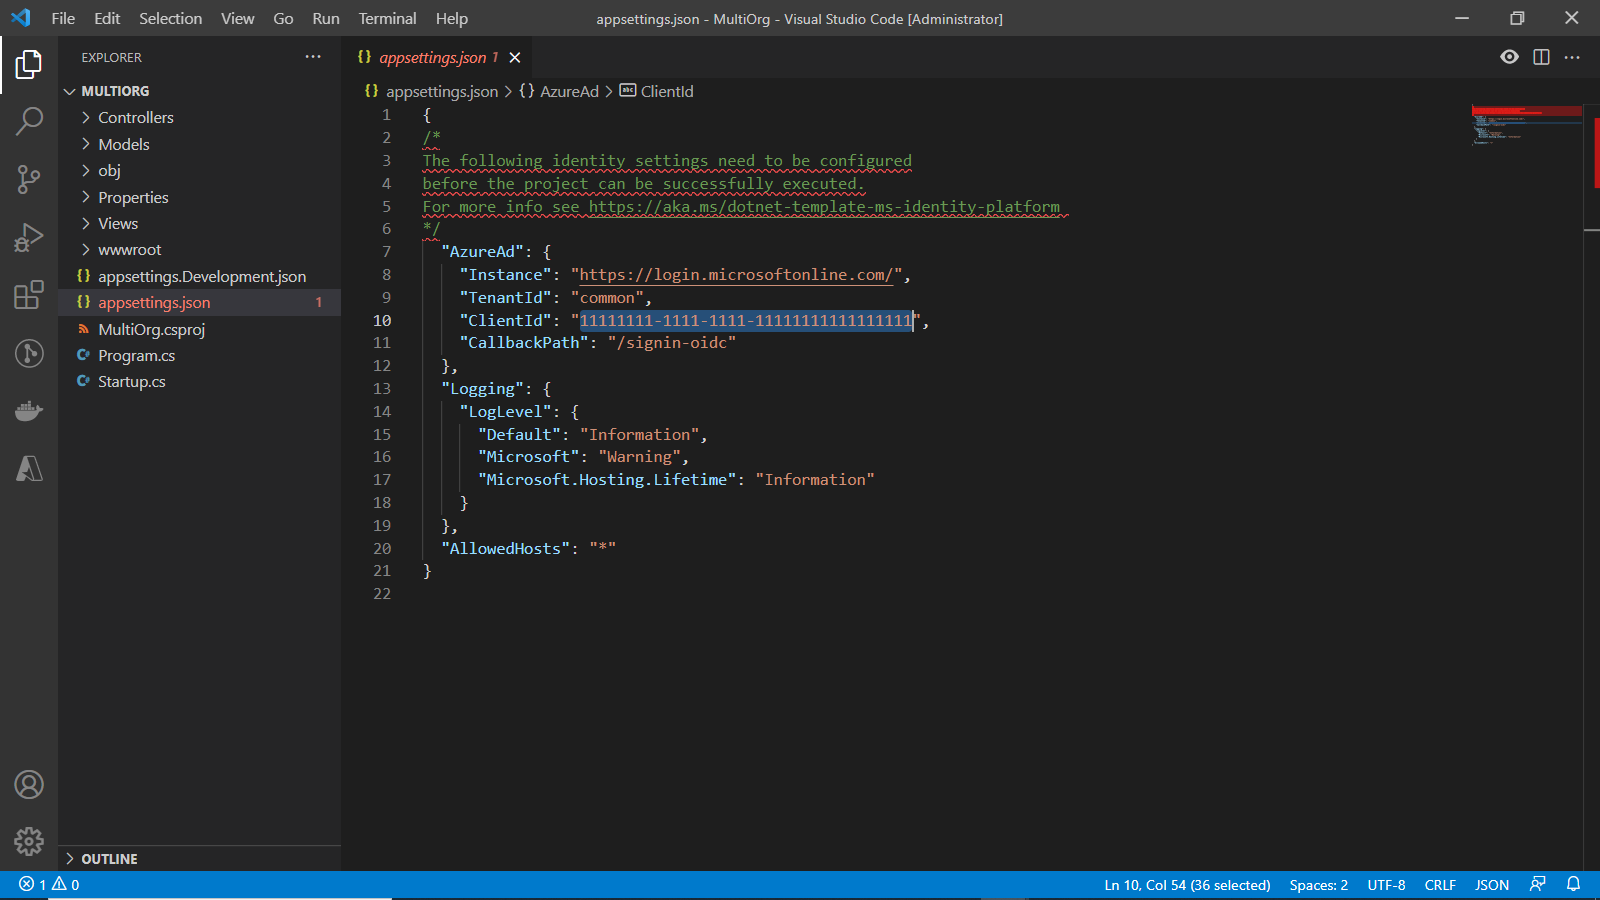 File Edit Selection View Go Run Terminal Help
appsettings.json - MultiOrg - Visual Studio Code [Administrator]
EXPLORER
MULTIORG
Controllers
Models
obj
Properties
Views
wwwroot
appsettings.Development.json
appsettings.json 1
MultiOrg.csproj
Program.cs
Startup.cs
OUTLINE
appsettings.json 1
appsettings.json > {} AzureAd > abc ClientId
1 {
2 /*
3 The following identity settings need to be configured
4 before the project can be successfully executed.
5 For more info see https://aka.ms/dotnet-template-ms-identity-platform
6 */
7 "AzureAd": {
8 "Instance": "https://login.microsoftonline.com/",
9 "TenantId": "common",
10 "ClientId": "11111111-1111-1111-11111111111111111",
11 "CallbackPath": "/signin-oidc"
12 },
13 "Logging": {
14 "LogLevel": {
15 "Default": "Information",
16 "Microsoft": "Warning",
17 "Microsoft.Hosting.Lifetime": "Information"
18 }
19 },
20 "AllowedHosts": "*"
21 }
22
1 0
Ln 10, Col 54 (36 selected) Spaces: 2 UTF-8 CRLF JSON